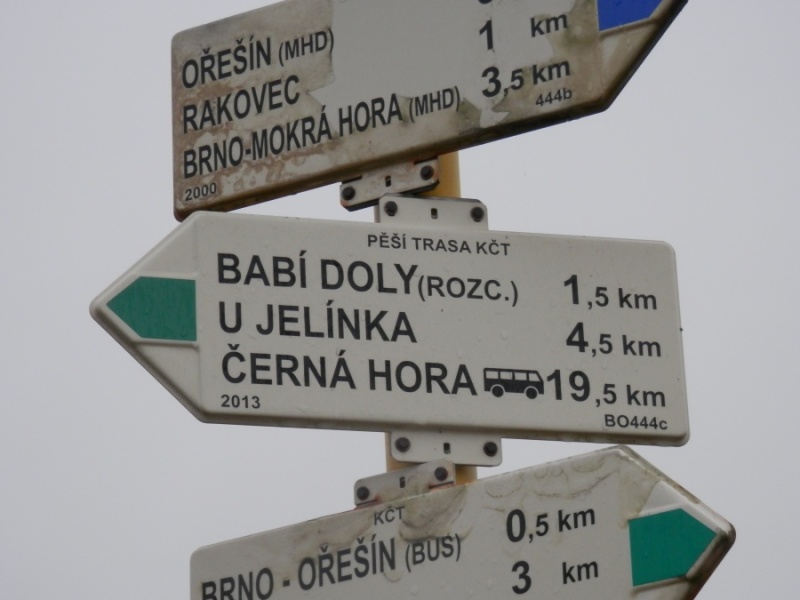 OŘEŠÍN (MHD)
RAKOVEC 1 km
BRNO-MOKRÁ HORA (MHD) 3,5 km
2000 444b
PĚŠÍ TRASA KČT
BABÍ DOLY (ROZC.) 1,5 km
U JELÍNKA 4,5 km
ČERNÁ HORA 19,5 km
2013 BO444c
KČT
BRNO - OŘEŠÍN (BUS) 0,5 km
3 km